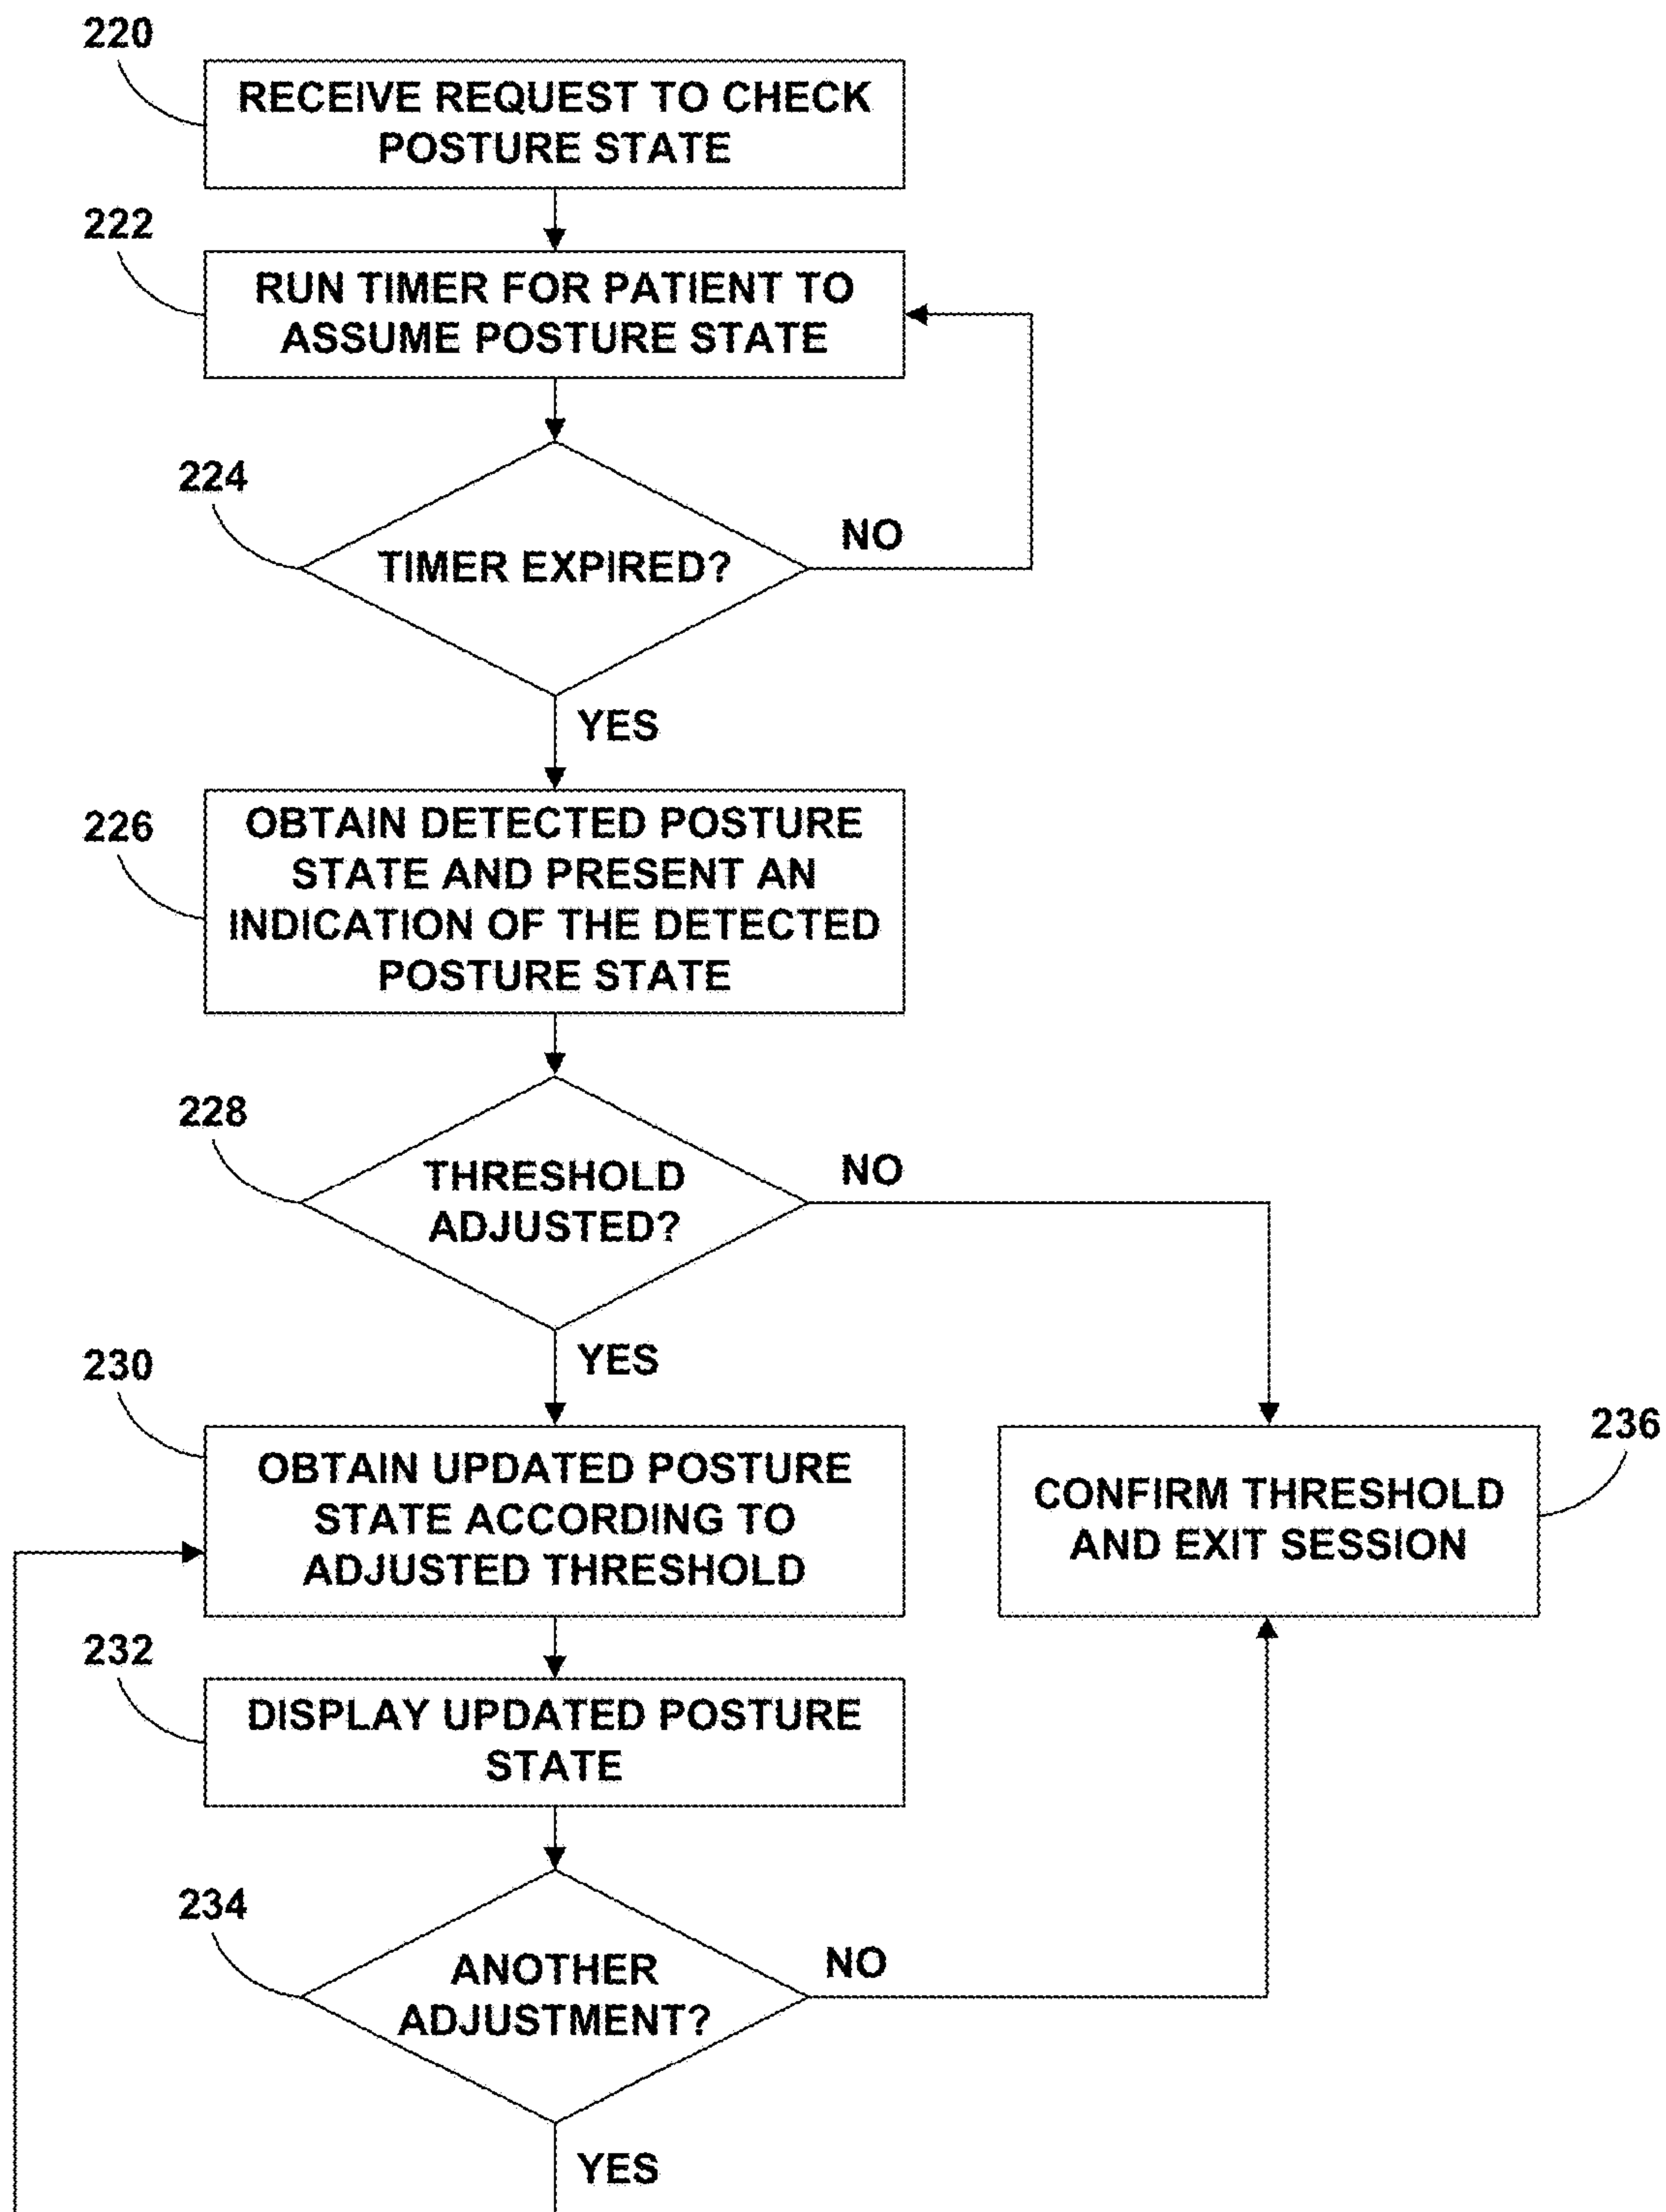 220
RECEIVE REQUEST TO CHECK
POSTURE STATE
222
RUN TIMER FOR PATIENT TO
ASSUME POSTURE STATE
224
TIMER EXPIRED?
NO
YES
226
OBTAIN DETECTED POSTURE
STATE AND PRESENT AN
INDICATION OF THE DETECTED
POSTURE STATE
228
THRESHOLD
ADJUSTED?
NO
YES
230
OBTAIN UPDATED POSTURE
STATE ACCORDING TO
ADJUSTED THRESHOLD
236
CONFIRM THRESHOLD
AND EXIT SESSION
232
DISPLAY UPDATED POSTURE
STATE
234
ANOTHER
ADJUSTMENT?
NO
YES